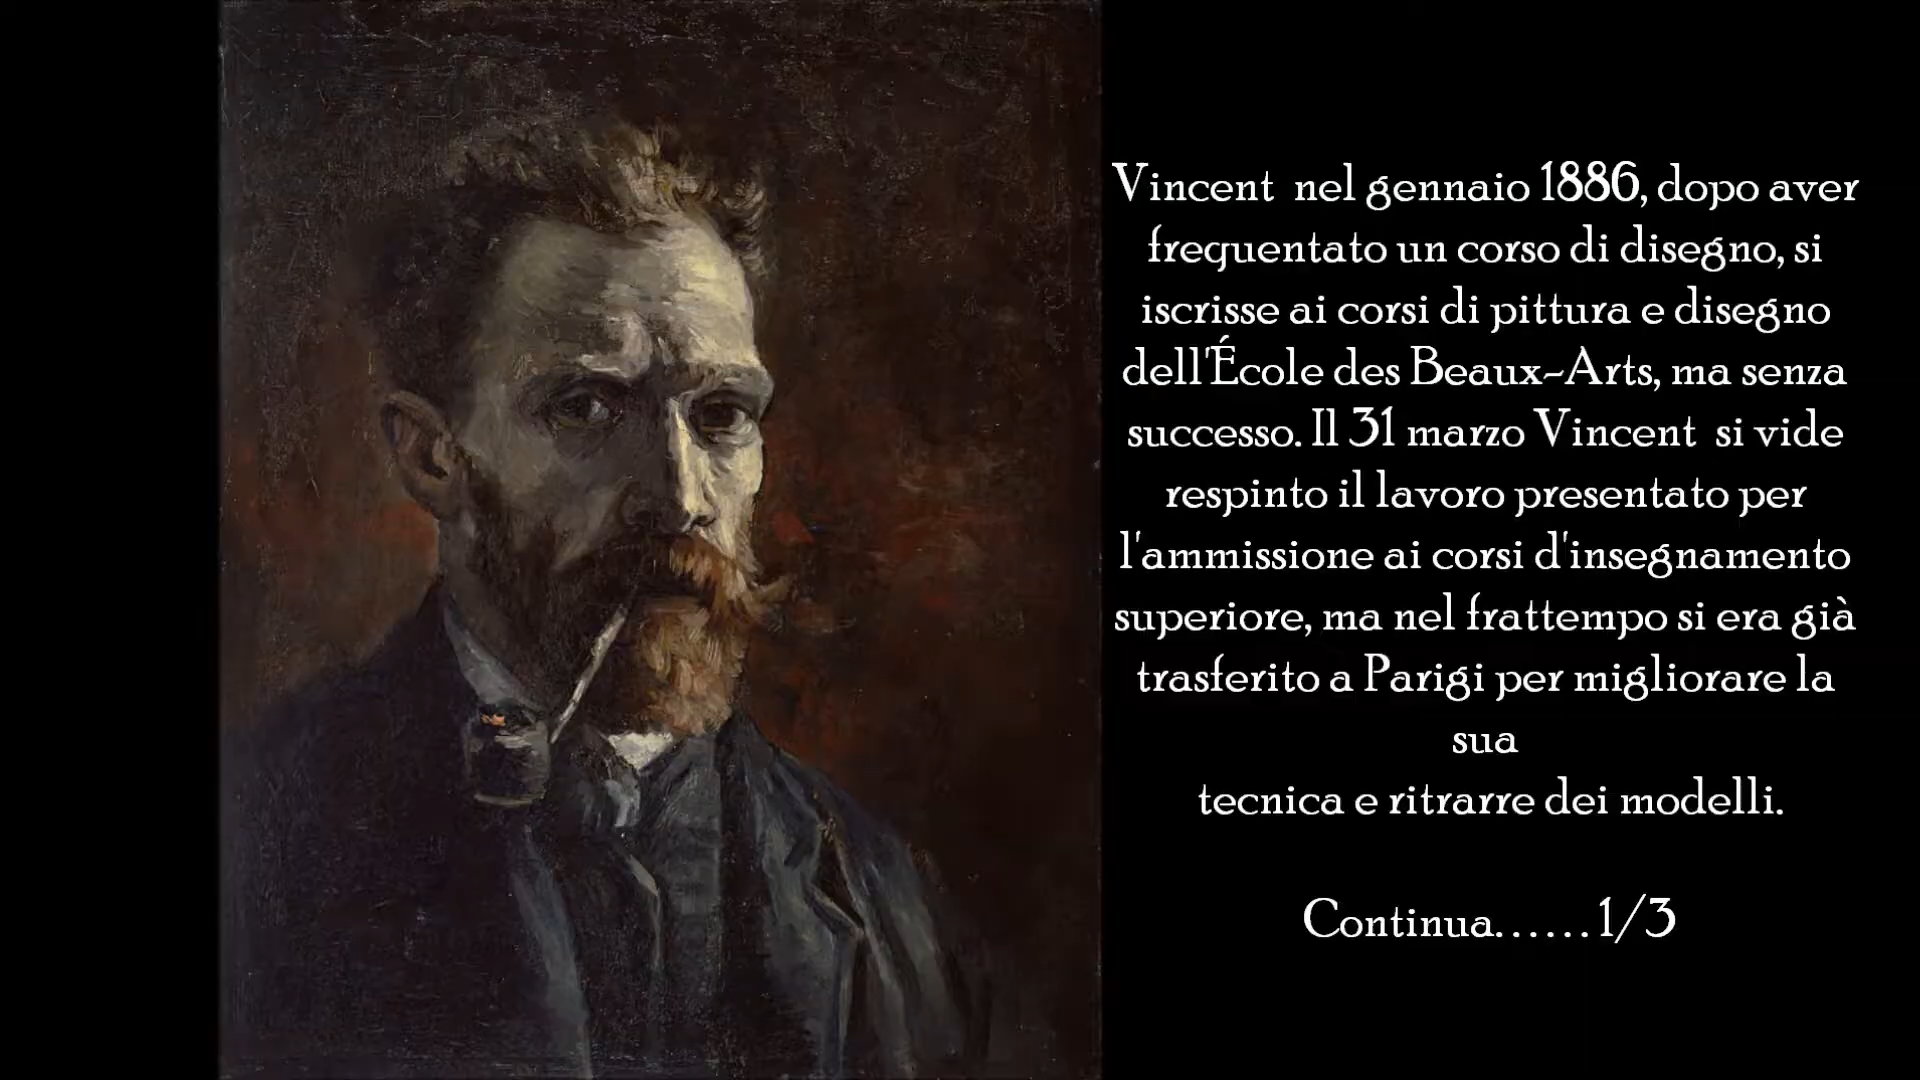 Vincent nel gennaio 1886, dopo aver
frequentato un corso di disegno, si
iscrisse ai corsi di pittura e disegno
dell'École des Beaux-Arts, ma senza
successo. Il 31 marzo Vincent si vide
respinto il lavoro presentato per
l'ammissione ai corsi d'insegnamento
superiore, ma nel frattempo si era già
trasferito a Parigi per migliorare la
sua
tecnica e ritrarre dei modelli.
Continua......1/3